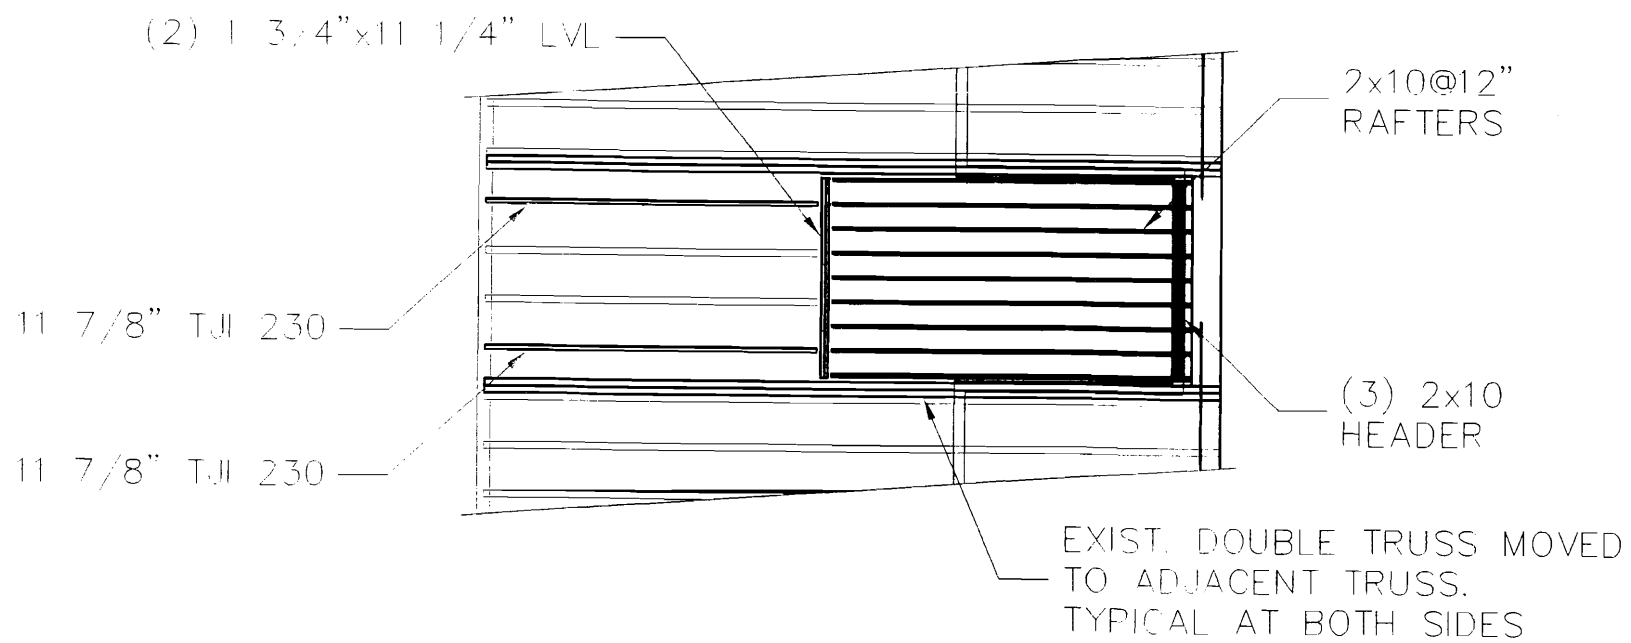 (2) 1 3/4"x11 1/4" LVL
2x10@12"
RAFTERS
11 7/8" TJI 230
(3) 2x10
HEADER
11 7/8" TJI 230
EXIST. DOUBLE TRUSS MOVED
TO ADJACENT TRUSS.
TYPICAL AT BOTH SIDES